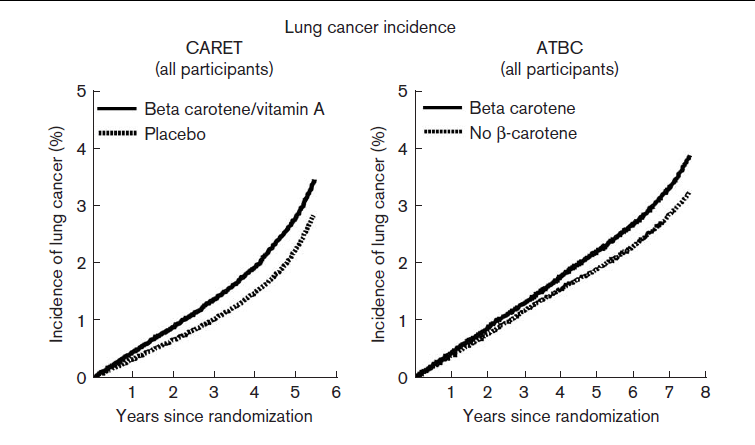 Lung cancer incidence
CARET
(all participants)
5
4
3
2
1
0
Incidence of lung cancer (%)
Beta carotene/vitamin A
Placebo
1 2 3 4 5 6
Years since randomization
ATBC
(all participants)
5
4
3
2
1
0
Incidence of lung cancer (%)
Beta carotene
No β-carotene
1 2 3 4 5 6 7 8
Years since randomization